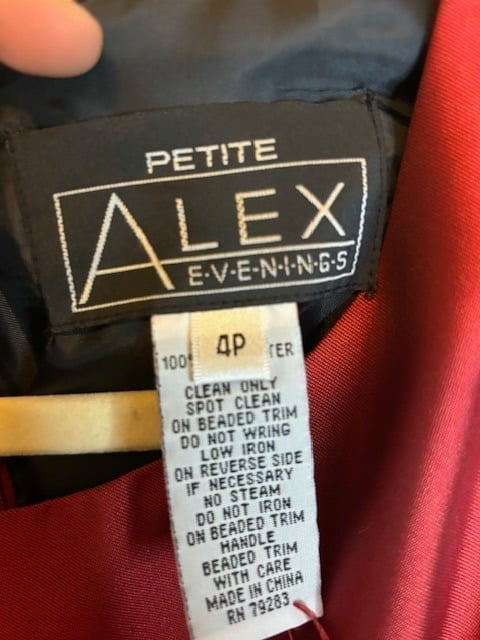 PETITE
ALEX
E·V·E·N·I·N·G·S
4P
100
TER
CLEAN ONLY
SPOT CLEAN
ON BEADED TRIM
DO NOT WRING
LOW IRON
ON REVERSE SIDE
IF NECESSARY
NO STEAM
DO NOT IRON
ON BEADED TRIM
HANDLE
BEADED TRIM
WITH CARE
MADE IN CHINA
RN 79283